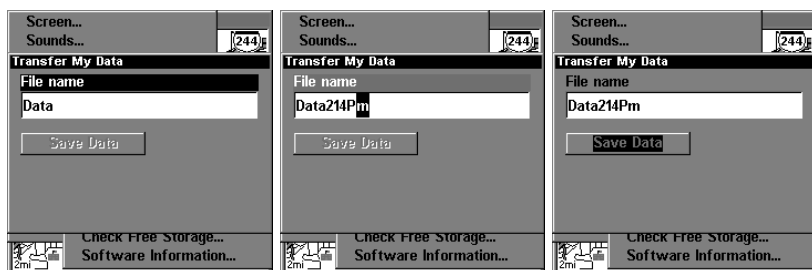 Screen...
Sounds...
244
Transfer My Data
File name
Data
Save Data
Check Free Storage...
Software Information...
2mi
Screen...
Sounds...
244
Transfer My Data
File name
Data214Pm
Save Data
Check Free Storage...
Software Information...
2mi
Screen...
Sounds...
244
Transfer My Data
File name
Data214Pm
Save Data
Check Free Storage...
Software Information...
2mi